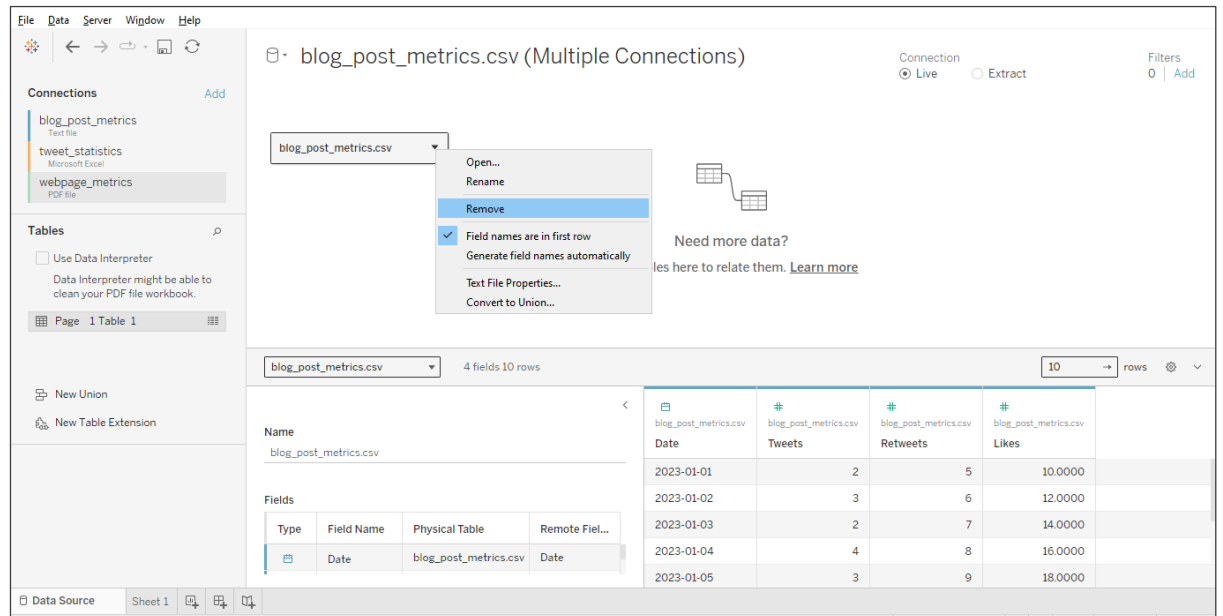 File Data Server Window Help
blog_post_metrics.csv (Multiple Connections)
Connection
Live Extract
Filters
0 Add
Connections Add
blog_post_metrics
Text file
tweet_statistics
Microsoft Excel
webpage_metrics
PDF file
Tables
Use Data Interpreter
Data Interpreter might be able to
clean your PDF file workbook.
Page 1 Table 1
New Union
New Table Extension
blog_post_metrics.csv
Open...
Rename
Remove
Field names are in first row
Generate field names automatically
Text File Properties...
Convert to Union...
Need more data?
les here to relate them. Learn more
blog_post_metrics.csv 4 fields 10 rows 10 → rows
Name
blog_post_metrics.csv
Fields
Type Field Name Physical Table Remote Fiel...
Date blog_post_metrics.csv Date
blog_post_metrics.csv blog_post_metrics.csv blog_post_metrics.csv blog_post_metrics.csv
Date Tweets Retweets Likes
2023-01-01 2 5 10.0000
2023-01-02 3 6 12.0000
2023-01-03 2 7 14.0000
2023-01-04 4 8 16.0000
2023-01-05 3 9 18.0000
Data Source Sheet 1